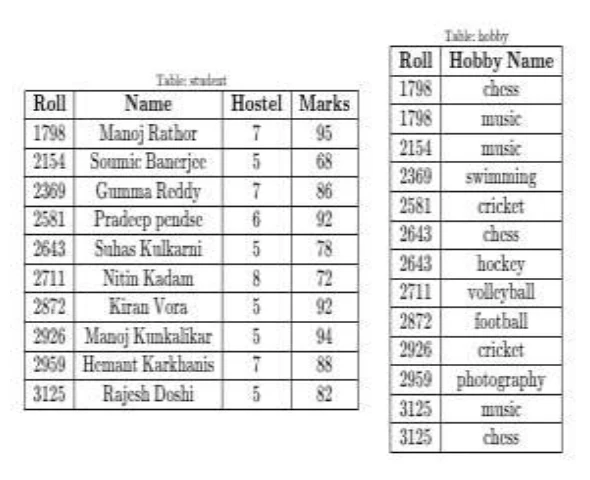 Table: student
Roll Name Hostel Marks
1798 Manoj Rathor 7 95
2154 Soumic Banerjee 5 68
2369 Gumma Reddy 7 86
2581 Pradeep pendse 6 92
2643 Suhas Kulkarni 5 78
2711 Nitin Kadam 8 72
2872 Kiran Vora 5 92
2926 Manoj Kunkalikar 5 94
2959 Hemant Karkhanis 7 88
3125 Rajesh Doshi 5 82
Table: hobby
Roll Hobby Name
1798 chess
1798 music
2154 music
2369 swimming
2581 cricket
2643 chess
2643 hockey
2711 volleyball
2872 football
2926 cricket
2959 photography
3125 music
3125 chess